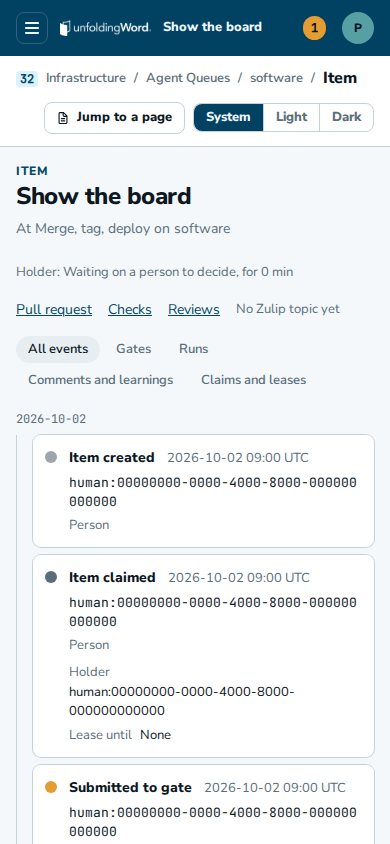 unfoldingWord. Show the board 1 P
32 Infrastructure / Agent Queues / software / Item
Jump to a page System Light Dark
ITEM
Show the board
At Merge, tag, deploy on software
Holder: Waiting on a person to decide, for 0 min
Pull request Checks Reviews No Zulip topic yet
All events Gates Runs
Comments and learnings Claims and leases
2026-10-02
Item created 2026-10-02 09:00 UTC
human:00000000-0000-4000-8000-000000
000000
Person
Item claimed 2026-10-02 09:00 UTC
human:00000000-0000-4000-8000-000000
000000
Person
Holder
human:00000000-0000-4000-8000-
000000000000
Lease until None
Submitted to gate 2026-10-02 09:00 UTC
human:00000000-0000-4000-8000-000000
000000